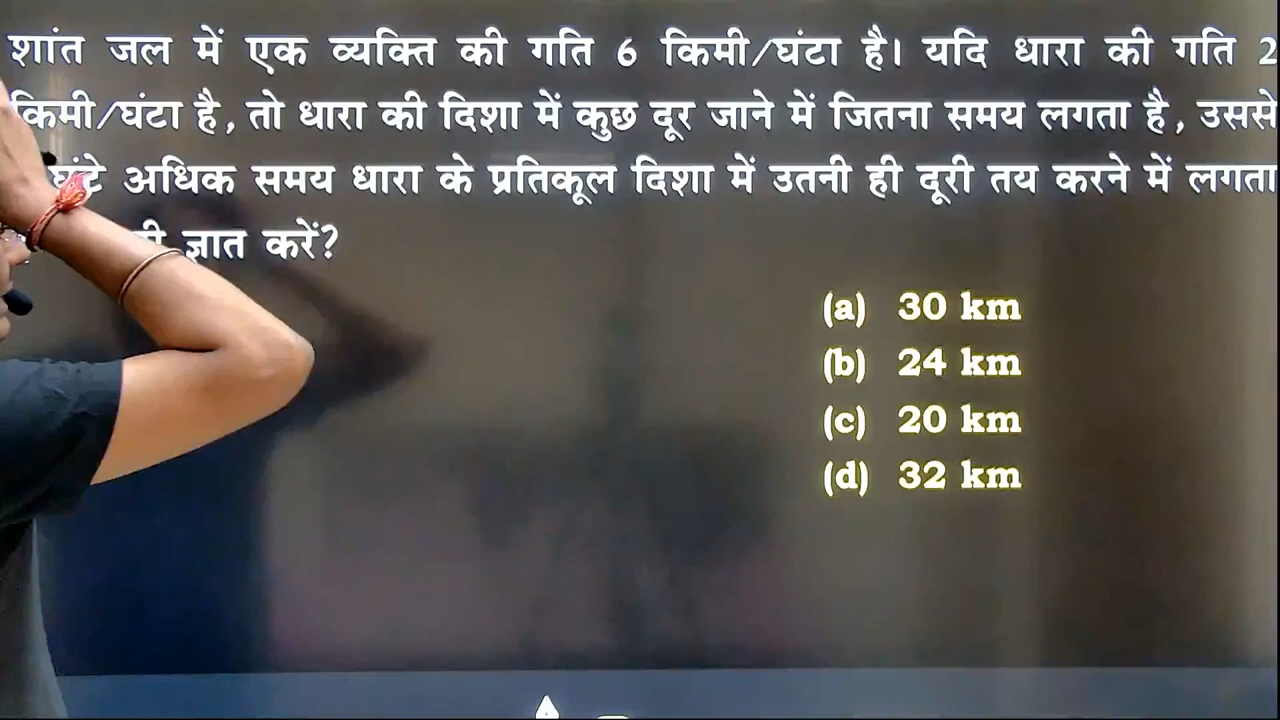 शांत जल में एक व्यक्ति की गति 6 किमी/घंटा है। यदि धारा की गति 2
किमी/घंटा है, तो धारा की दिशा में कुछ दूर जाने में जितना समय लगता है, उससे
घंटे अधिक समय धारा के प्रतिकूल दिशा में उतनी ही दूरी तय करने में लगता
ज्ञात करें?
(a) 30 km
(b) 24 km
(c) 20 km
(d) 32 km